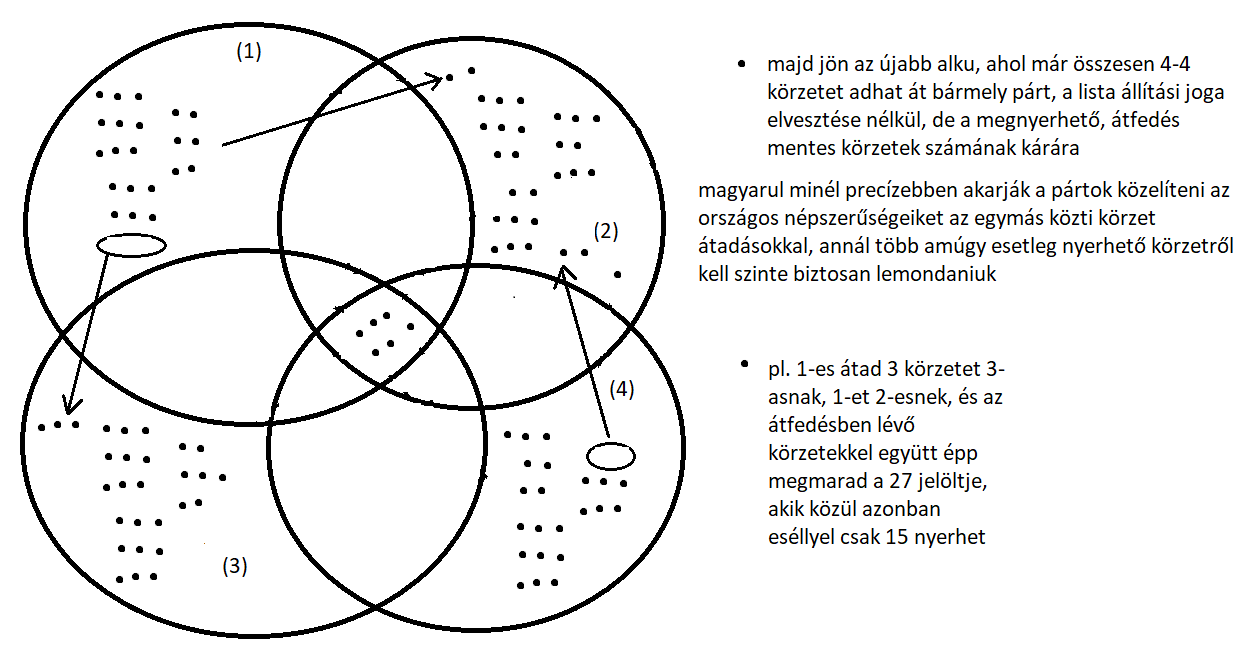 (1)
(2)
(4)
(3)
• majd jön az újabb alku, ahol már összesen 4-4
körzetet adhat át bármely párt, a lista állítási joga
elvesztése nélkül, de a megnyerhető, átfedés
mentes körzetek számának kárára
magyarul minél precízebben akarják a pártok közelíteni az
országos népszerűségeiket az egymás közti körzet
átadásokkal, annál több amúgy esetleg nyerhető körzetről
kell szinte biztosan lemondaniuk
• pl. 1-es átad 3 körzetet 3-
asnak, 1-et 2-esnek, és az
átfedésben lévő
körzetekkel együtt épp
megmarad a 27 jelöltje,
akik közül azonban
eséllyel csak 15 nyerhet